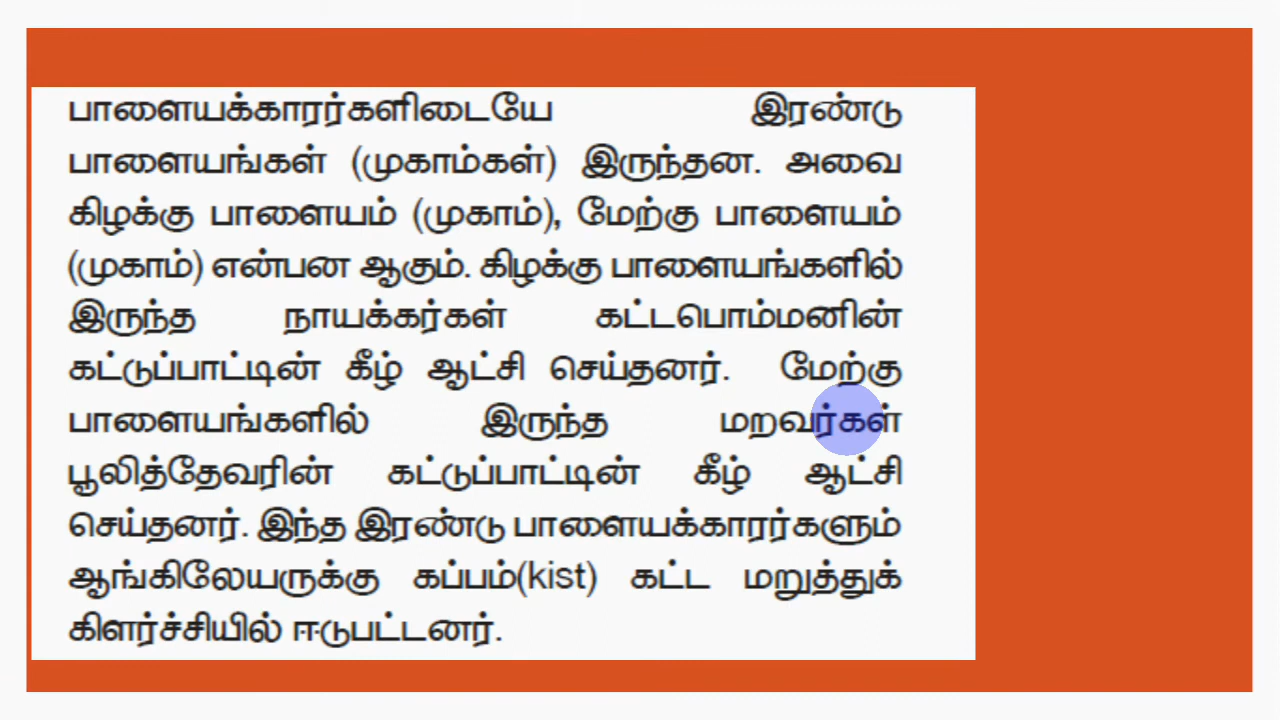 பாளையக்காரர்களிடையே இரண்டு
பாளையங்கள் (முகாம்கள்) இருந்தன. அவை
கிழக்கு பாளையம் (முகாம்), மேற்கு பாளையம்
(முகாம்) என்பன ஆகும். கிழக்கு பாளையங்களில்
இருந்த நாயக்கர்கள் கட்டபொம்மனின்
கட்டுப்பாட்டின் கீழ் ஆட்சி செய்தனர். மேற்கு
பாளையங்களில் இருந்த மறவர்கள்
பூலித்தேவரின் கட்டுப்பாட்டின் கீழ் ஆட்சி
செய்தனர். இந்த இரண்டு பாளையக்காரர்களும்
ஆங்கிலேயருக்கு கப்பம்(kist) கட்ட மறுத்துக்
கிளர்ச்சியில் ஈடுபட்டனர்.